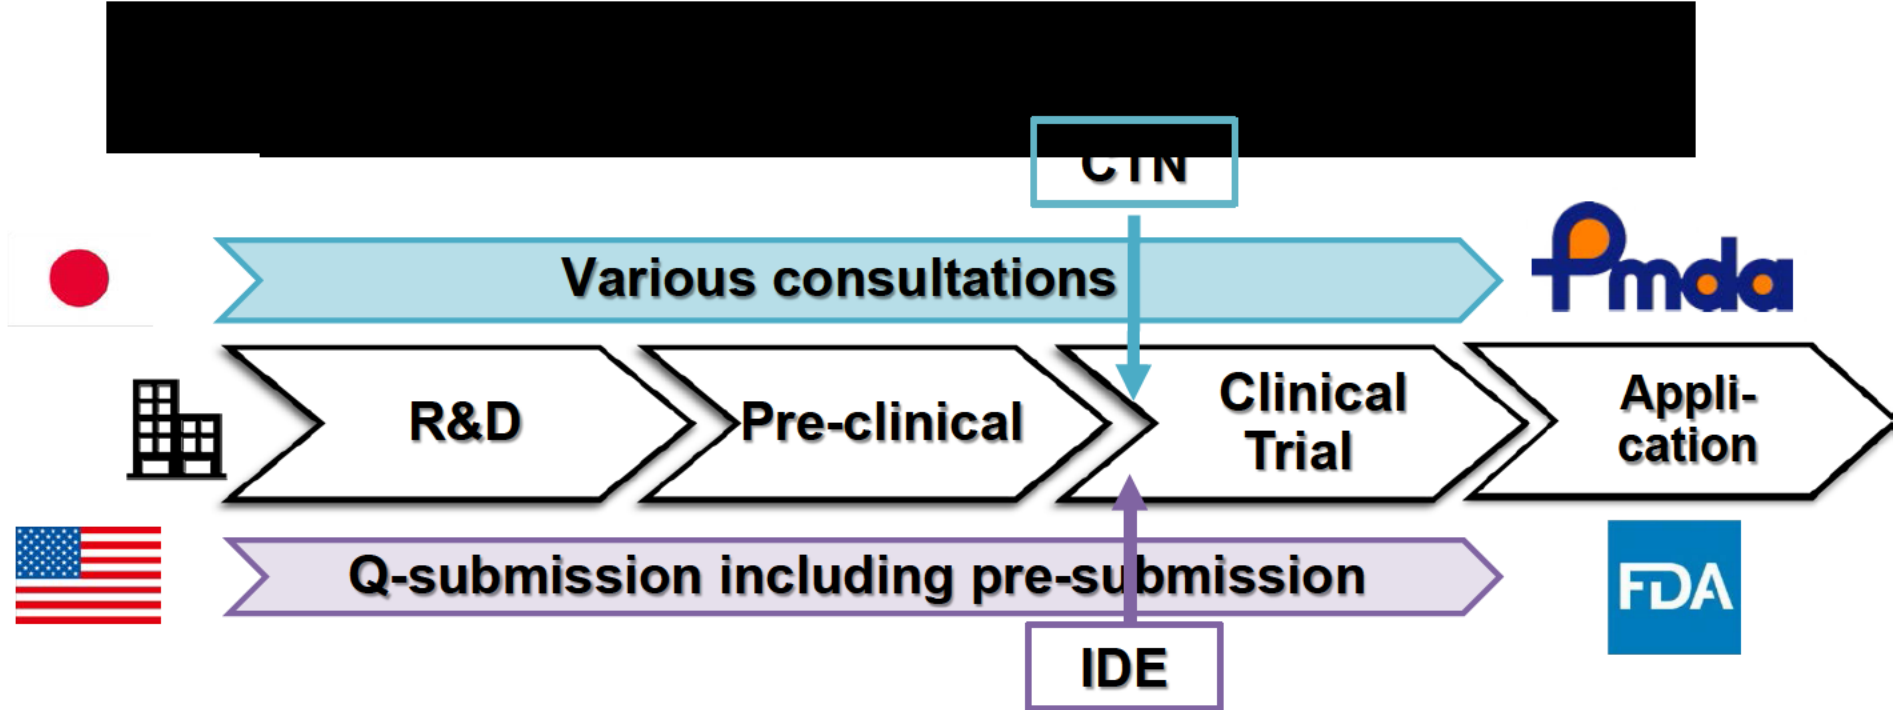 CTN
Various consultations
pmda
R&D
Pre-clinical
Clinical
Trial
Appli-
cation
Q-submission including pre-submission
FDA
IDE